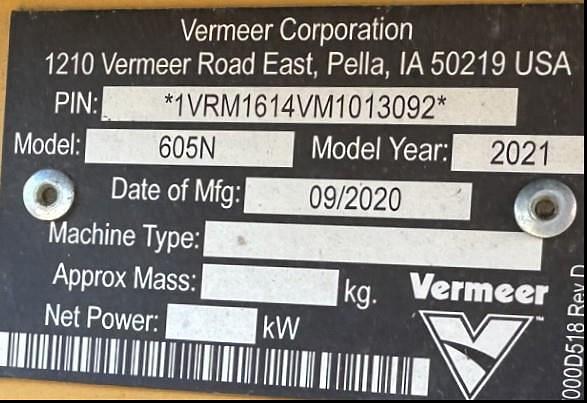 Vermeer Corporation
1210 Vermeer Road East, Pella, IA 50219 USA
PIN: *1VRM1614VM1013092*
Model: 605N Model Year: 2021
Date of Mfg: 09/2020
Machine Type:
Approx Mass: kg.
Net Power: kW
Vermeer
™
000D518 Rev D